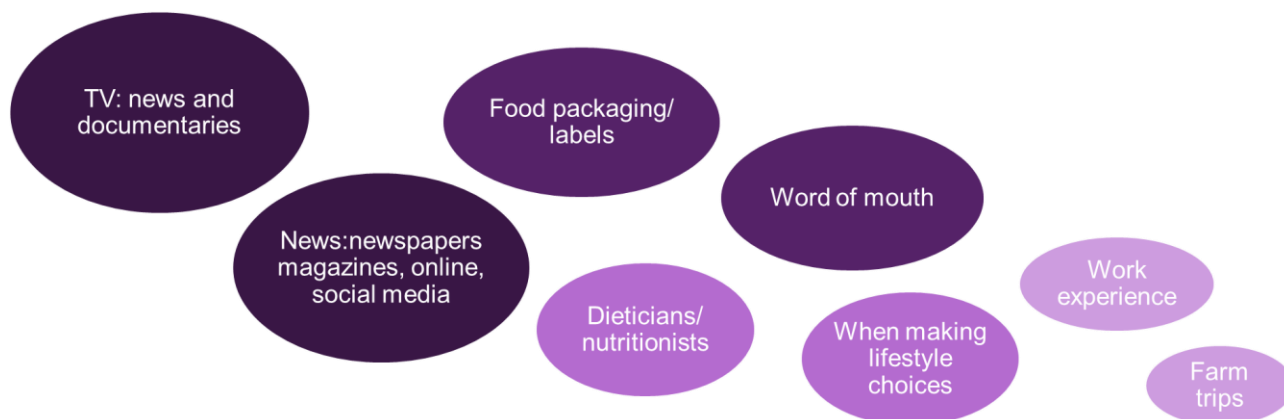 TV: news and
documentaries
Food packaging/
labels
Word of mouth
News:newspapers
magazines, online,
social media
Work
experience
Dieticians/
nutritionists
When making
lifestyle
choices
Farm
trips